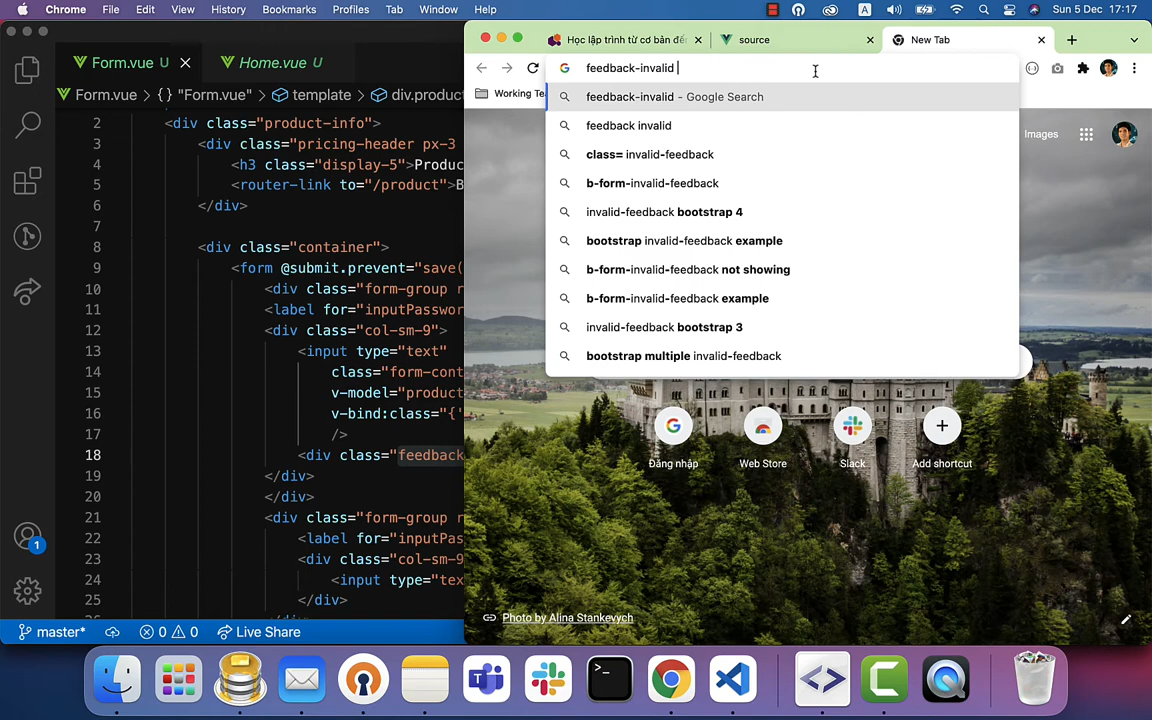 Chrome File Edit View History Bookmarks Profiles Tab Window Help A Sun 5 Dec 17:17
Form.vue U Home.vue U
Form.vue > {} "Form.vue" > template > div.product
2 <div class="product-info">
3 <div class="pricing-header px-3
4 <h3 class="display-5">Produc
5 <router-link to="/product">B
6 </div>
7
8 <div class="container">
9 <form @submit.prevent="save(
10 <div class="form-group r
11 <label for="inputPasswor
12 <div class="col-sm-9">
13 <input type="text"
14 class="form-cont
15 v-model="product
16 v-bind:class="{'
17 />
18 <div class="feedback
19 </div>
20 </div>
21 <div class="form-group r
22 <label for="inputPas
23 <div class="col-sm-9
24 <input type="tex
25 </div>
1
master* 0 0 Live Share
Học lập trình từ cơ bản đế source New Tab
feedback-invalid
Working Te
feedback-invalid - Google Search
feedback invalid
class= invalid-feedback
b-form-invalid-feedback
invalid-feedback bootstrap 4
bootstrap invalid-feedback example
b-form-invalid-feedback not showing
b-form-invalid-feedback example
invalid-feedback bootstrap 3
bootstrap multiple invalid-feedback
Images
Đăng nhập Web Store Slack Add shortcut
Photo by Alina Stankevych